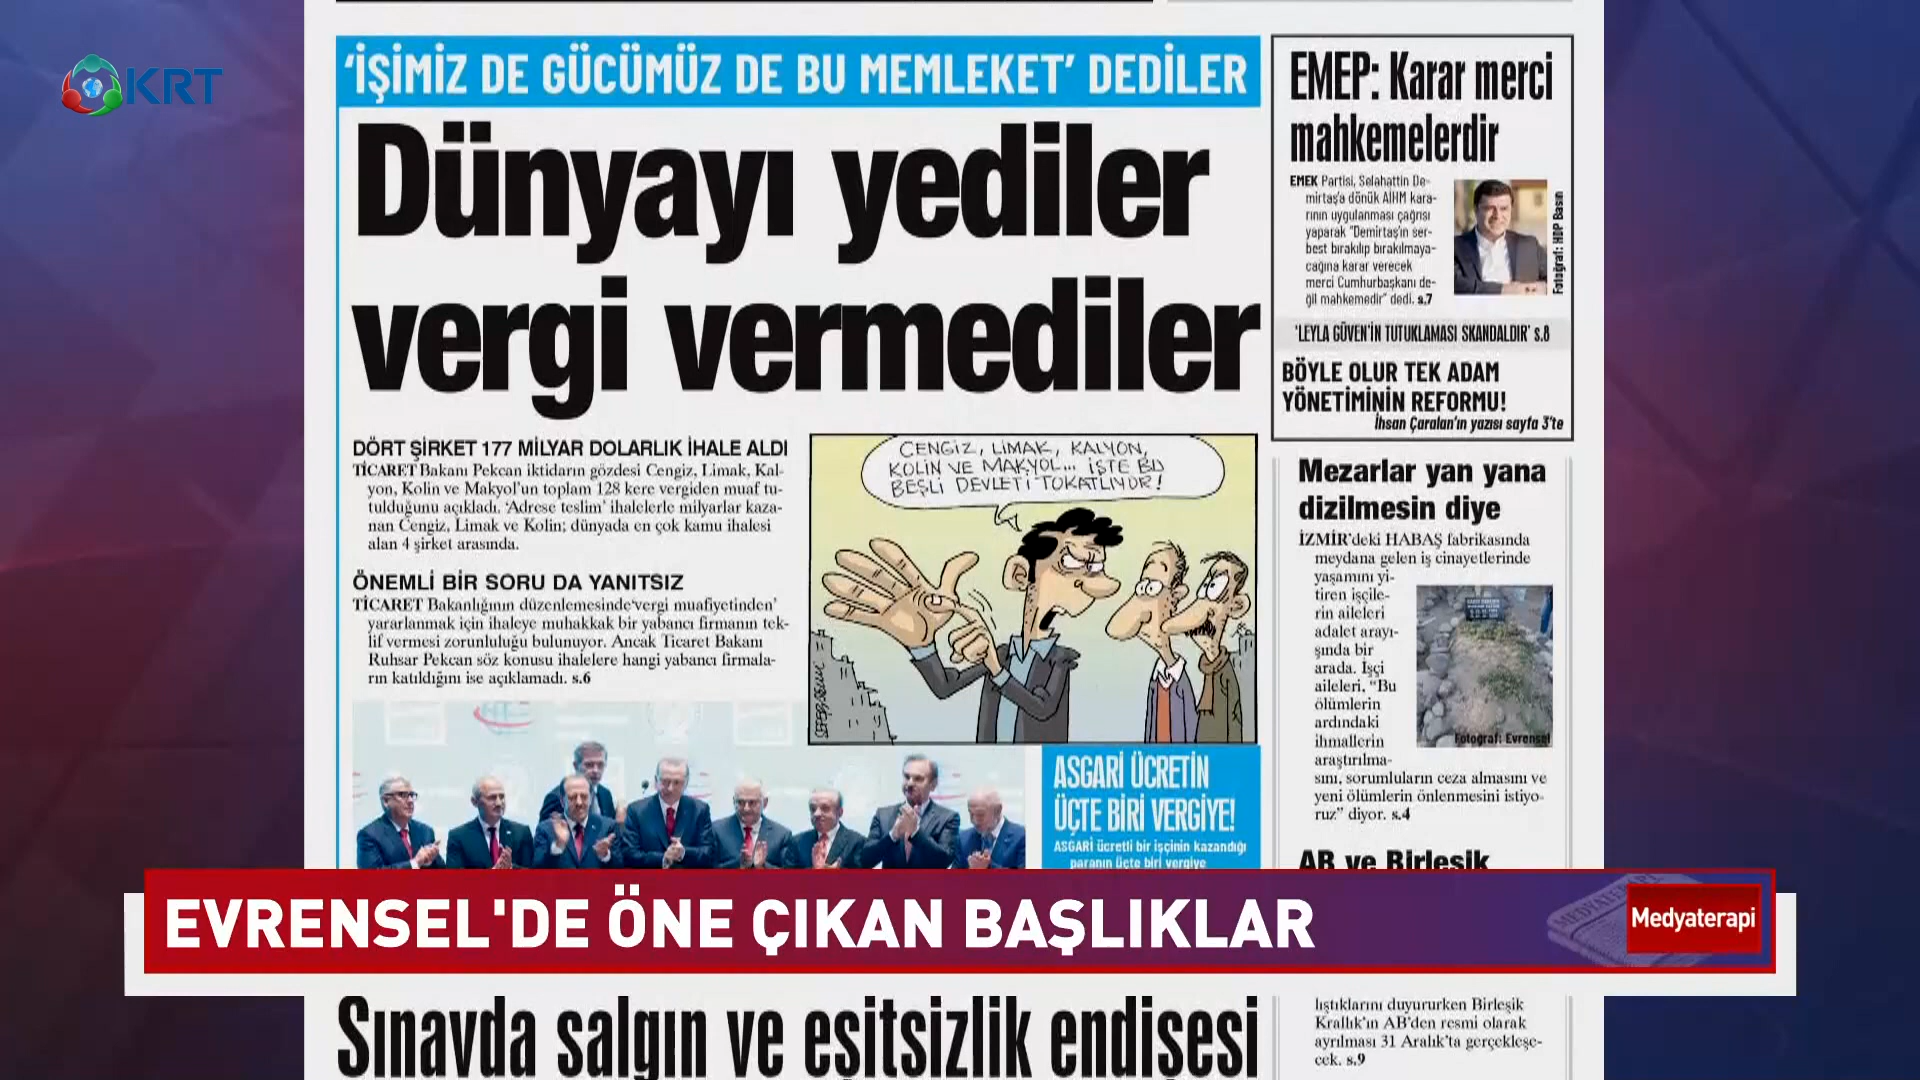 KRT
'İŞİMİZ DE GÜCÜMÜZ DE BU MEMLEKET' DEDİLER
Dünyayı yediler
vergi vermediler
DÖRT ŞİRKET 177 MİLYAR DOLARLIK İHALE ALDI
TİCARET Bakanı Pekcan iktidarın gözdesi Cengiz, Limak, Kal-
yon, Kolin ve Makyol'un toplam 128 kere vergiden muaf tu-
tulduğunu açıkladı. 'Adrese teslim' ihalelerle milyarlar kaza-
nan Cengiz, Limak ve Kolin; dünyada en çok kamu ihalesi
alan 4 şirket arasında.
ÖNEMLİ BİR SORU DA YANITSIZ
TİCARET Bakanlığının düzenlemesinde 'vergi muafiyetinden'
yararlanmak için ihaleye muhakkak bir yabancı firmanın tek-
lif vermesi zorunluluğu bulunuyor. Ancak Ticaret Bakanı
Ruhsar Pekcan söz konusu ihalelere hangi yabancı firmala-
rın katıldığını ise açıklamadı. s.6
CENGİZ, LİMAK, KALYON,
KOLİN VE MAKYOL... İŞTE BU
BEŞLİ DEVLETİ TOKATLIYOR!
SEFER SELVİ
ASGARİ ÜCRETİN
ÜÇTE BİRİ VERGİYE!
ASGARİ ücretli bir işçinin kazandığı
paranın üçte biri vergiye
EMEP: Karar merci
mahkemelerdir
EMEK Partisi, Selahattin De-
mirtaş'a dönük AİHM kara-
rının uygulanması çağrısı
yaparak "Demirtaş'ın ser-
best bırakılıp bırakılmaya-
cağına karar verecek
merci Cumhurbaşkanı de-
ğil mahkemedir" dedi. s.7
Fotoğraf: HDP Basın
'LEYLA GÜVEN'İN TUTUKLAMASI SKANDALDIR' s.8
BÖYLE OLUR TEK ADAM
YÖNETİMİNİN REFORMU!
İhsan Çaralan'ın yazısı sayfa 3'te
Mezarlar yan yana
dizilmesin diye
İZMİR'deki HABAŞ fabrikasında
meydana gelen iş cinayetlerinde
yaşamını yi-
tiren işçile-
rin aileleri
adalet arayı-
şında bir
arada. İşçi
aileleri, "Bu
ölümlerin
ardındaki
ihmallerin
araştırılma-
sını, sorumluların ceza almasını ve
yeni ölümlerin önlenmesini istiyo-
ruz" diyor. s.4
Fotoğraf: Evrensel
AB ve Birleşik
EVRENSEL'DE ÖNE ÇIKAN BAŞLIKLAR
MEDYATERAPİ
Medyaterapi
Sınavda salgın ve eşitsizlik endişesi
lıştıklarını duyururken Birleşik
Krallık'ın AB'den resmi olarak
ayrılması 31 Aralık'ta gerçekleşe-
cek. s.9